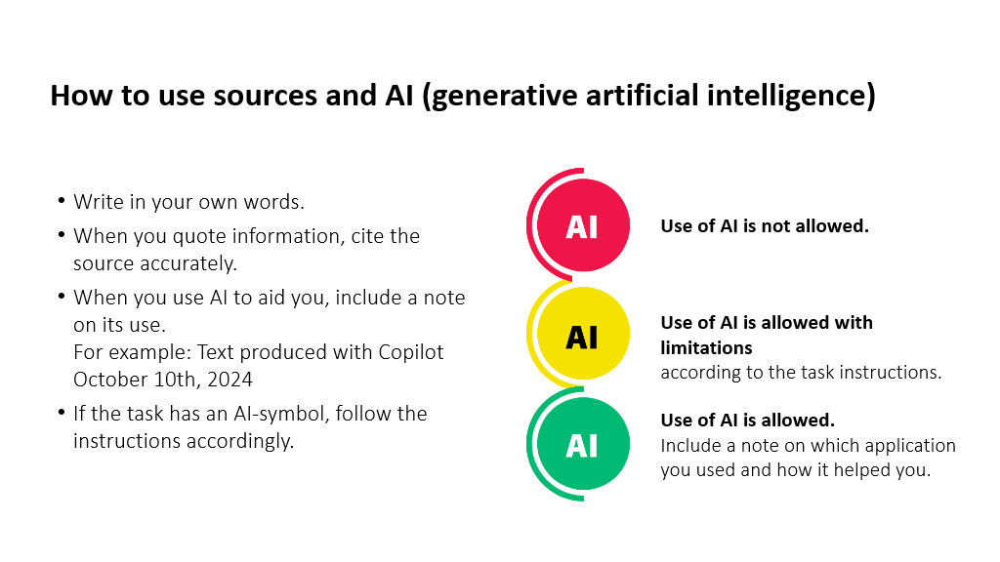 How to use sources and AI (generative artificial intelligence)
• Write in your own words.
• When you quote information, cite the
source accurately.
• When you use AI to aid you, include a note
on its use.
For example: Text produced with Copilot
October 10th, 2024
• If the task has an AI-symbol, follow the
instructions accordingly.
AI
Use of AI is not allowed.
AI
Use of AI is allowed with
limitations
according to the task instructions.
AI
Use of AI is allowed.
Include a note on which application
you used and how it helped you.